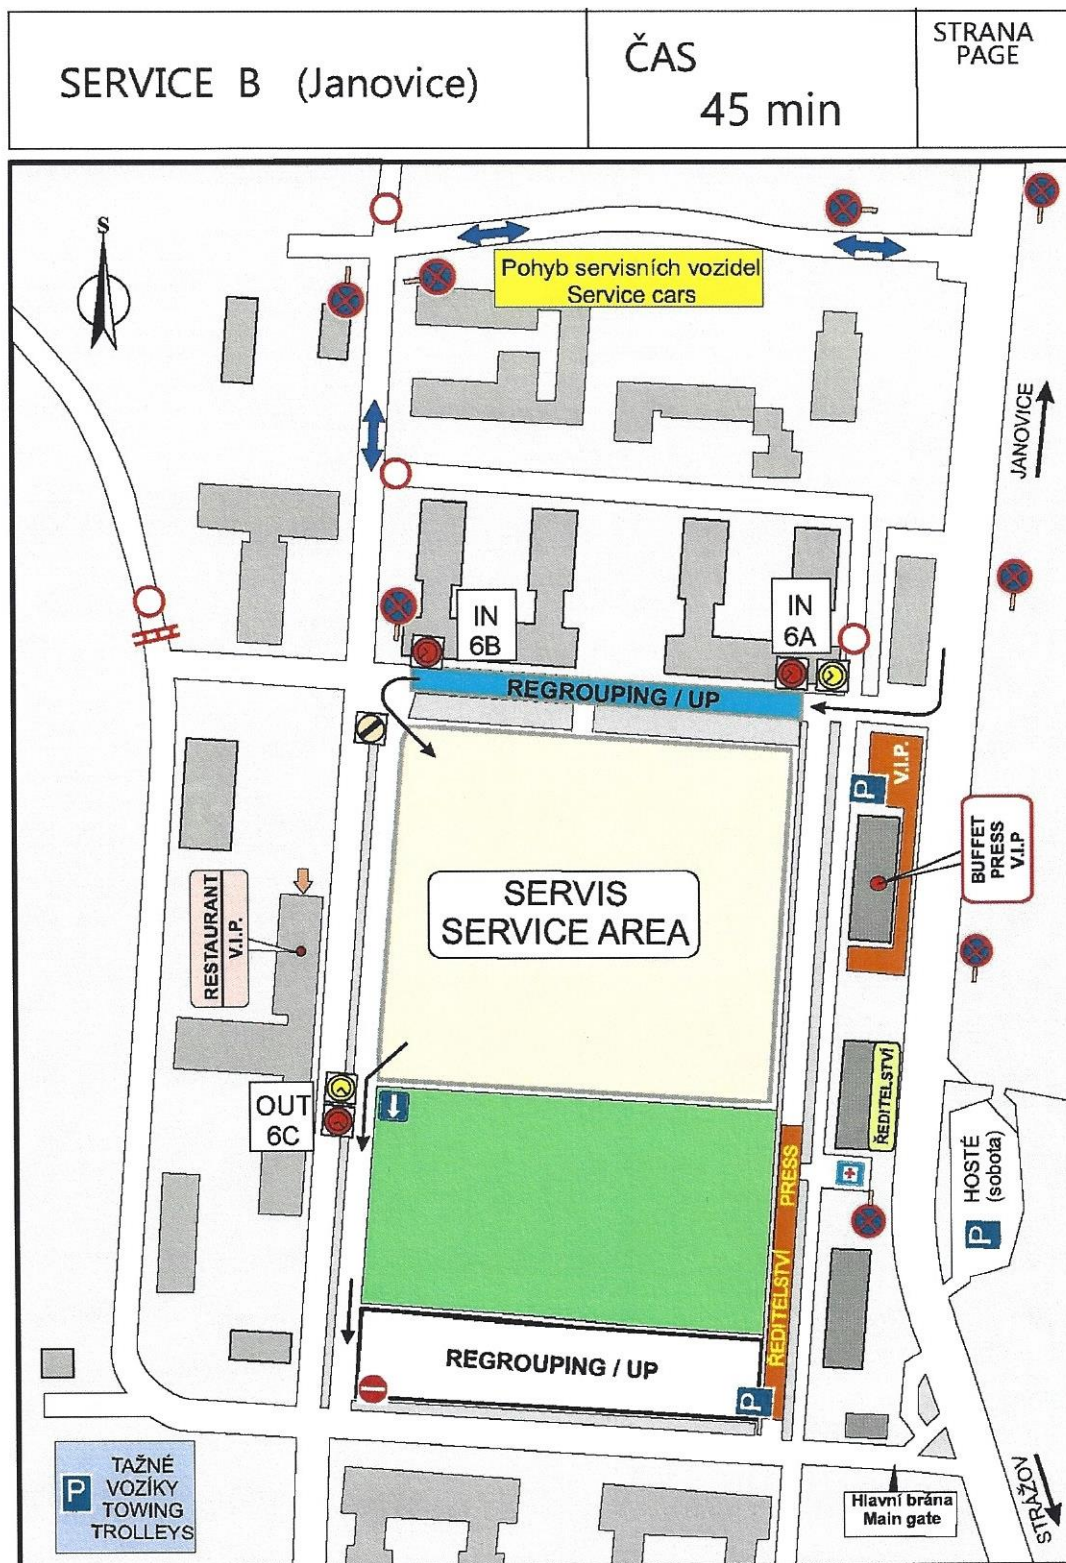 SERVICE B (Janovice)
ČAS
45 min
STRANA
PAGE
S
Pohyb servisních vozidel
Service cars
JANOVICE
IN
6B
IN
6A
REGROUPING / UP
V.I.P.
P
BUFFET
PRESS
V.I.P
SERVIS
SERVICE AREA
RESTAURANT
V.I.P.
ŘEDITELSTVÍ
OUT
6C
HOSTÉ
(sobota)
P
PRESS
ŘEDITELSTVÍ
REGROUPING / UP
P
P
TAŽNÉ
VOZÍKY
TOWING
TROLLEYS
Hlavní brána
Main gate
STRÁŽOV